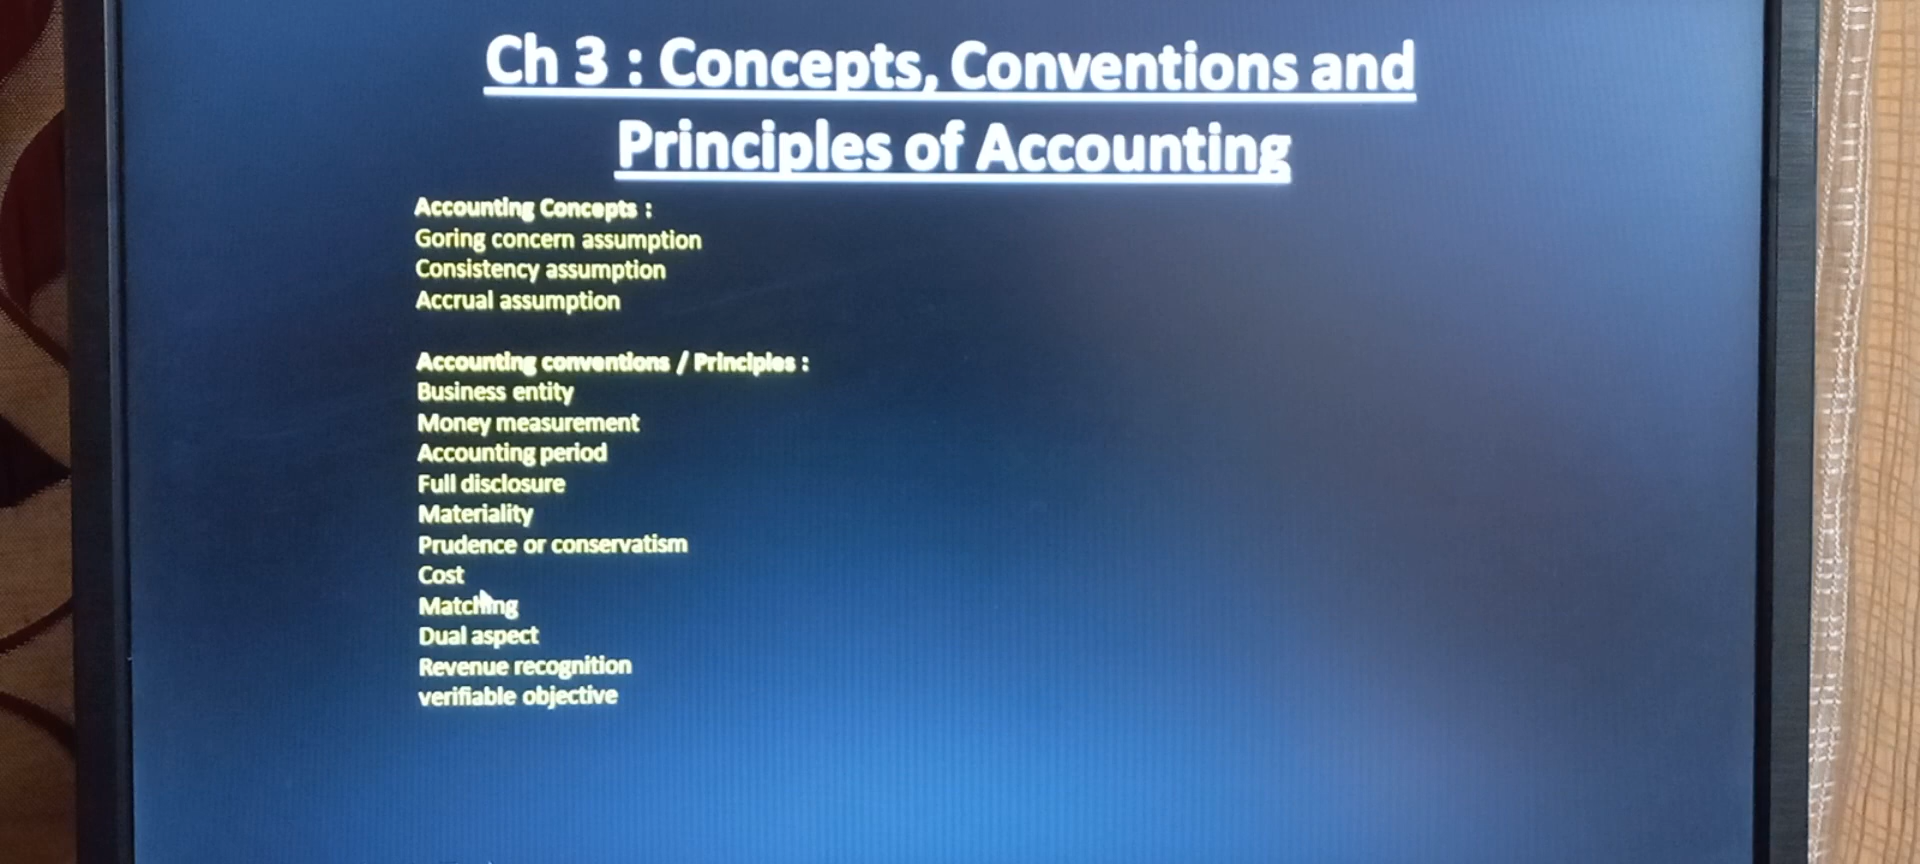 Ch 3 : Concepts, Conventions and
Principles of Accounting
Accounting Concepts :
Goring concern assumption
Consistency assumption
Accrual assumption
Accounting conventions / Principles :
Business entity
Money measurement
Accounting period
Full disclosure
Materiality
Prudence or conservatism
Cost
Matching
Dual aspect
Revenue recognition
verifiable objective